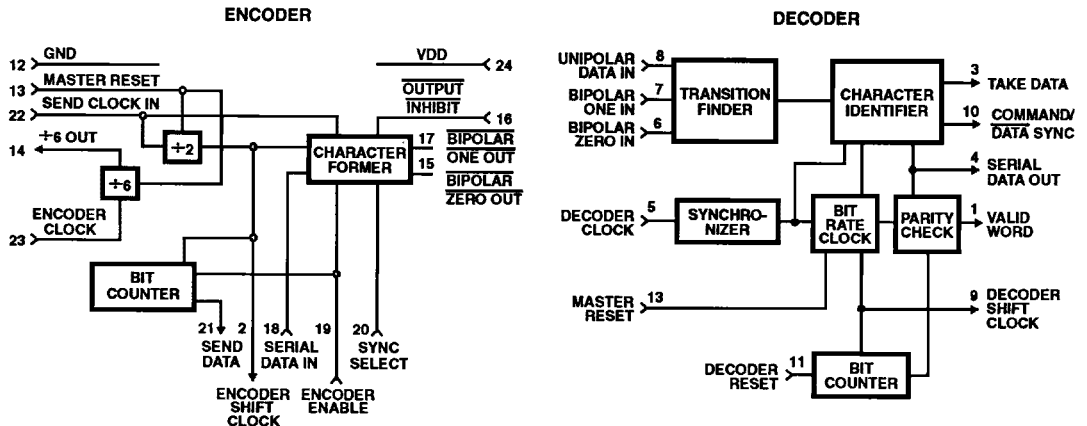 ENCODER
12
GND
13
MASTER RESET
22
SEND CLOCK IN
14
÷6 OUT
÷2
÷6
ENCODER
CLOCK
23
VDD
24
OUTPUT
INHIBIT
16
CHARACTER
FORMER
17
BIPOLAR
ONE OUT
15
BIPOLAR
ZERO OUT
BIT
COUNTER
21
SEND
DATA
2
ENCODER
SHIFT
CLOCK
18
SERIAL
DATA IN
19
ENCODER
ENABLE
20
SYNC
SELECT
DECODER
UNIPOLAR
DATA IN
8
BIPOLAR
ONE IN
7
BIPOLAR
ZERO IN
6
TRANSITION
FINDER
CHARACTER
IDENTIFIER
3
TAKE DATA
10
COMMAND/
DATA SYNC
4
SERIAL
DATA OUT
DECODER
CLOCK
5
SYNCHRO-
NIZER
BIT
RATE
CLOCK
PARITY
CHECK
1
VALID
WORD
MASTER
RESET
13
9
DECODER
SHIFT
CLOCK
DECODER
RESET
11
BIT
COUNTER